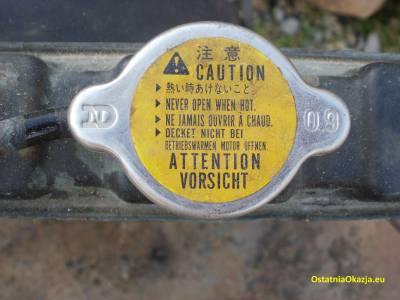 注意
CAUTION
熱い時あけないこと。
NEVER OPEN WHEN HOT.
NE JAMAIS OUVRIR À CHAUD.
DECKEL NICHT BEI
BETRIEBSWARMEN MOTOR ÖFFNEN.
ATTENTION
VORSICHT
ND
0.9
OstatniaOkazja.eu